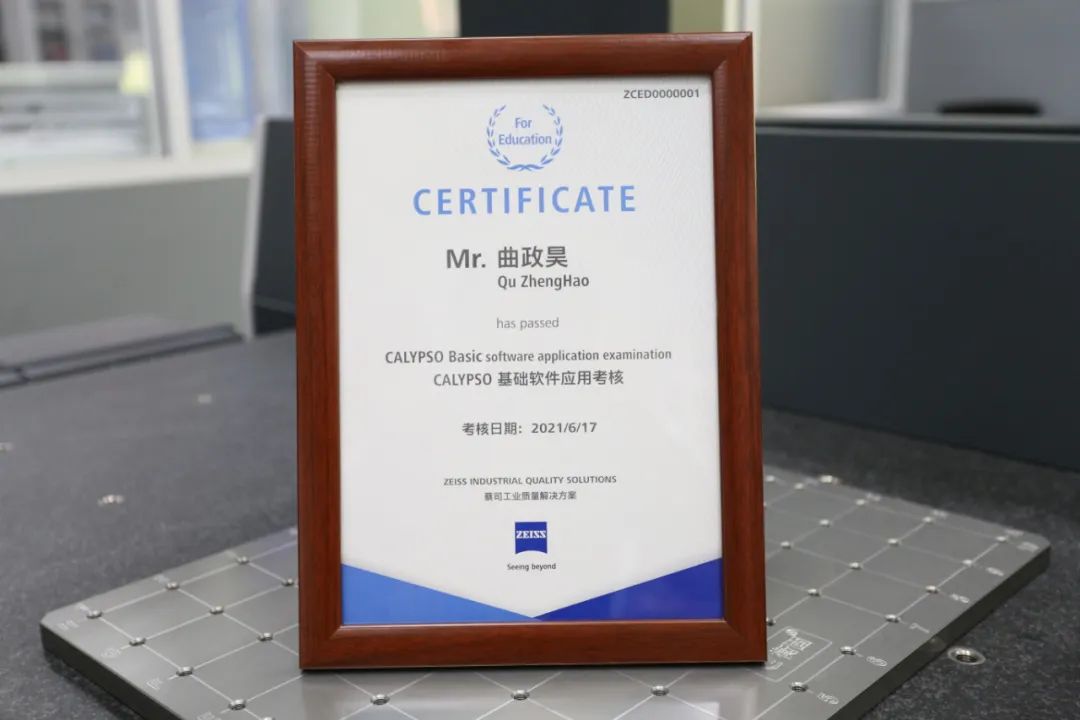 ZCED0000001
For
Education
CERTIFICATE
Mr. 曲政昊
Qu ZhengHao
has passed
CALYPSO Basic software application examination
CALYPSO 基础软件应用考核
考核日期：2021/6/17
ZEISS INDUSTRIAL QUALITY SOLUTIONS
蔡司工业质量解决方案
ZEISS
Seeing beyond